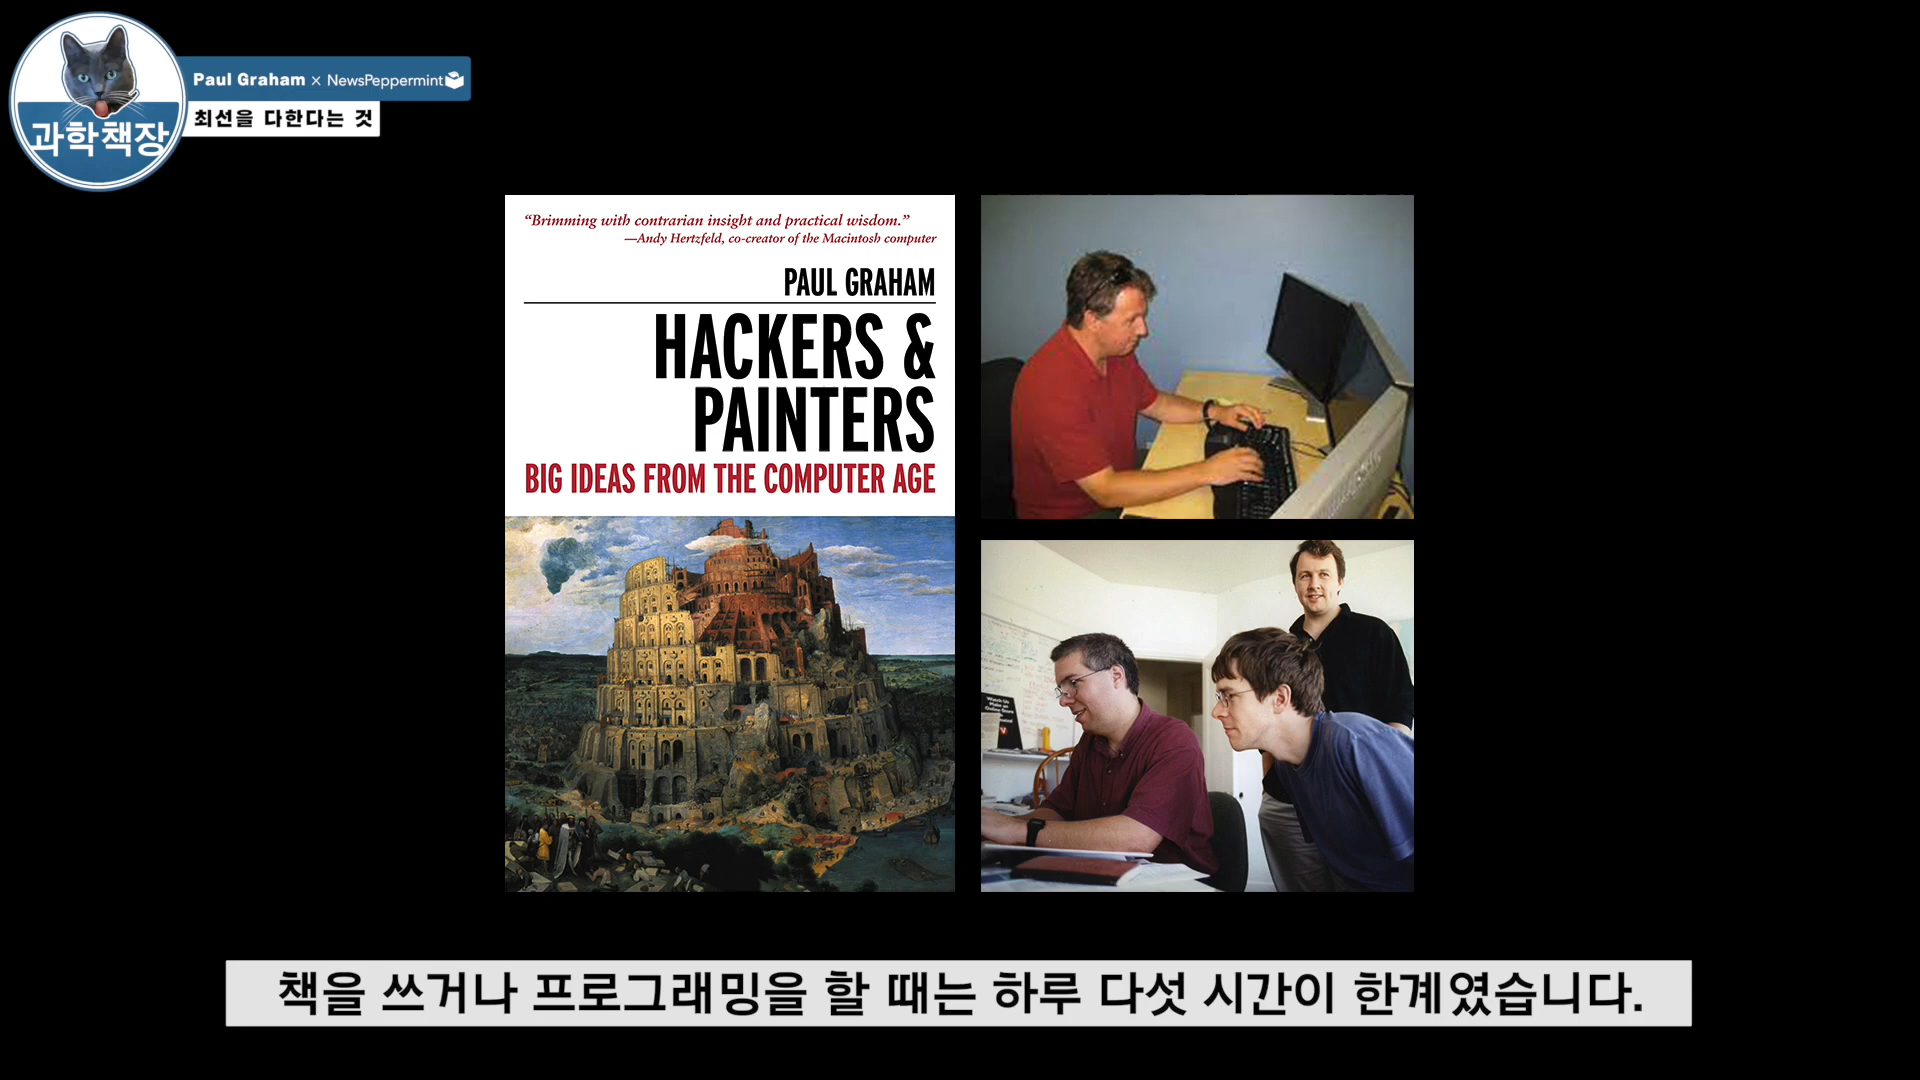 Paul Graham × NewsPeppermint
최선을 다한다는 것
과학책장
“Brimming with contrarian insight and practical wisdom.”
—Andy Hertzfeld, co-creator of the Macintosh computer
PAUL GRAHAM
HACKERS &
PAINTERS
BIG IDEAS FROM THE COMPUTER AGE
책을 쓰거나 프로그래밍을 할 때는 하루 다섯 시간이 한계였습니다.